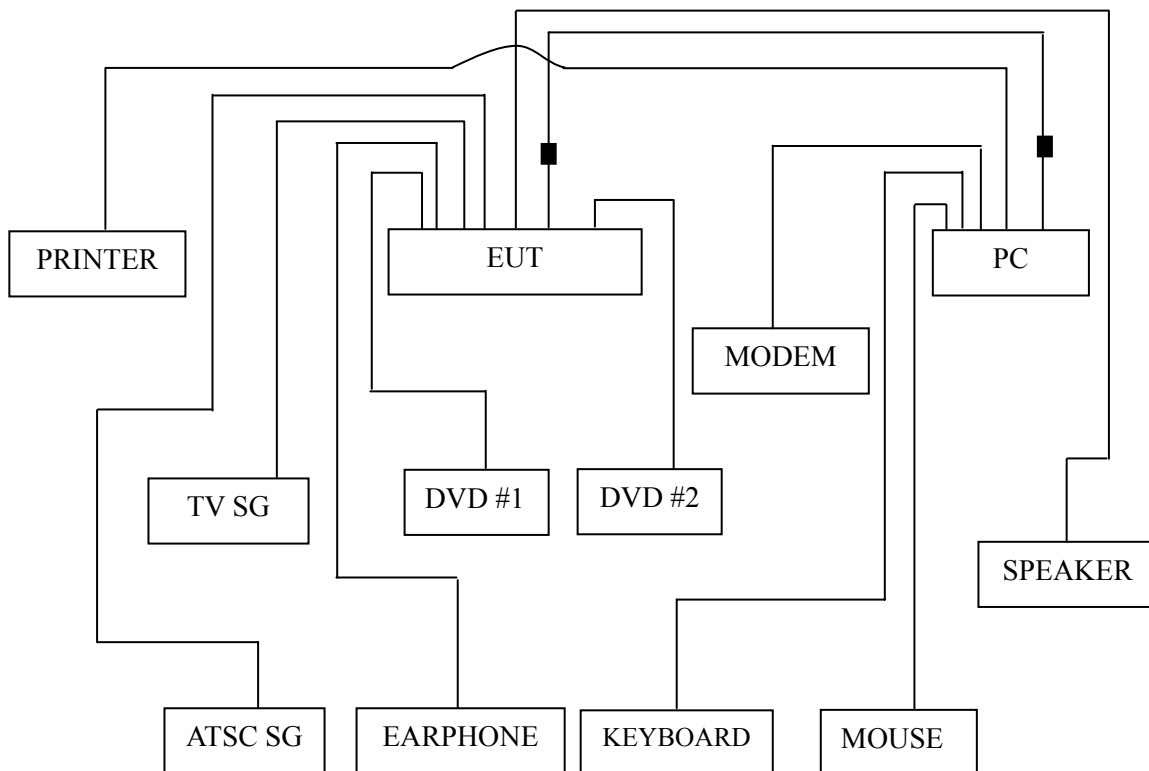 PRINTER
EUT
PC
MODEM
TV SG
DVD #1
DVD #2
SPEAKER
ATSC SG
EARPHONE
KEYBOARD
MOUSE